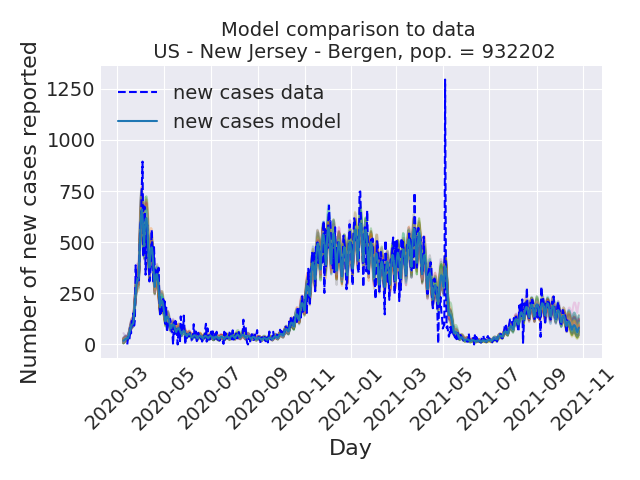 Model comparison to data
US - New Jersey - Bergen, pop. = 932202
Number of new cases reported
1250
1000
750
500
250
0
new cases data
new cases model
2020-03
2020-05
2020-07
2020-09
2020-11
2021-01
2021-03
2021-05
2021-07
2021-09
2021-11
Day